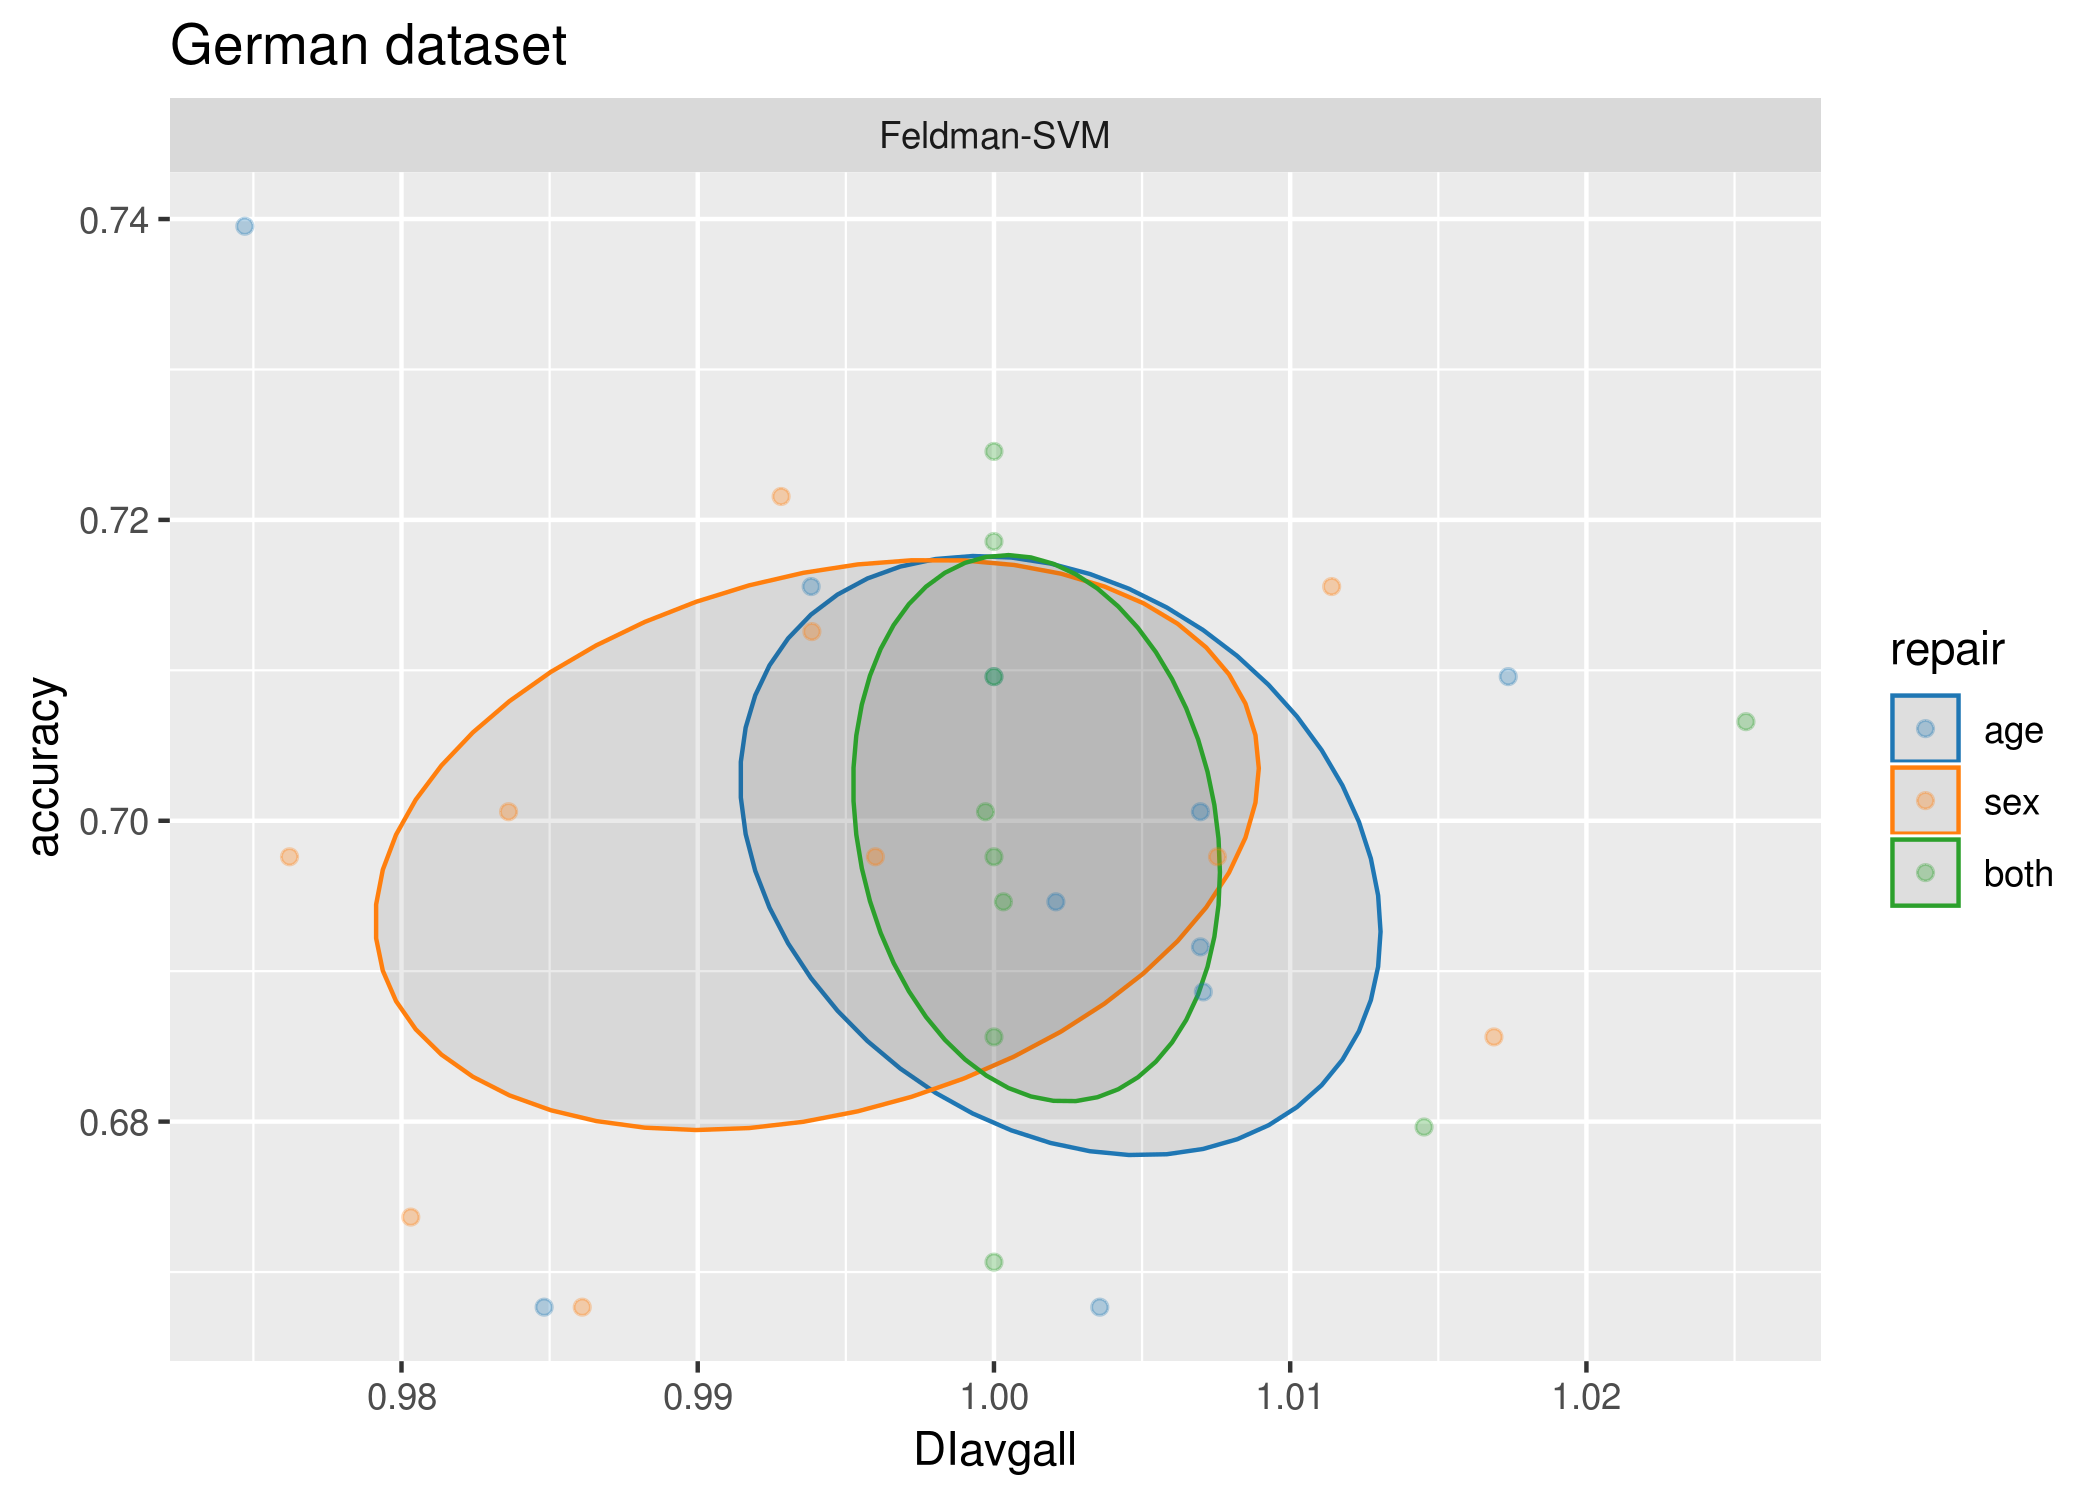 German dataset
Feldman-SVM
0.74
0.72
0.70
0.68
accuracy
0.98 0.99 1.00 1.01 1.02
DIavgall
repair
age
sex
both